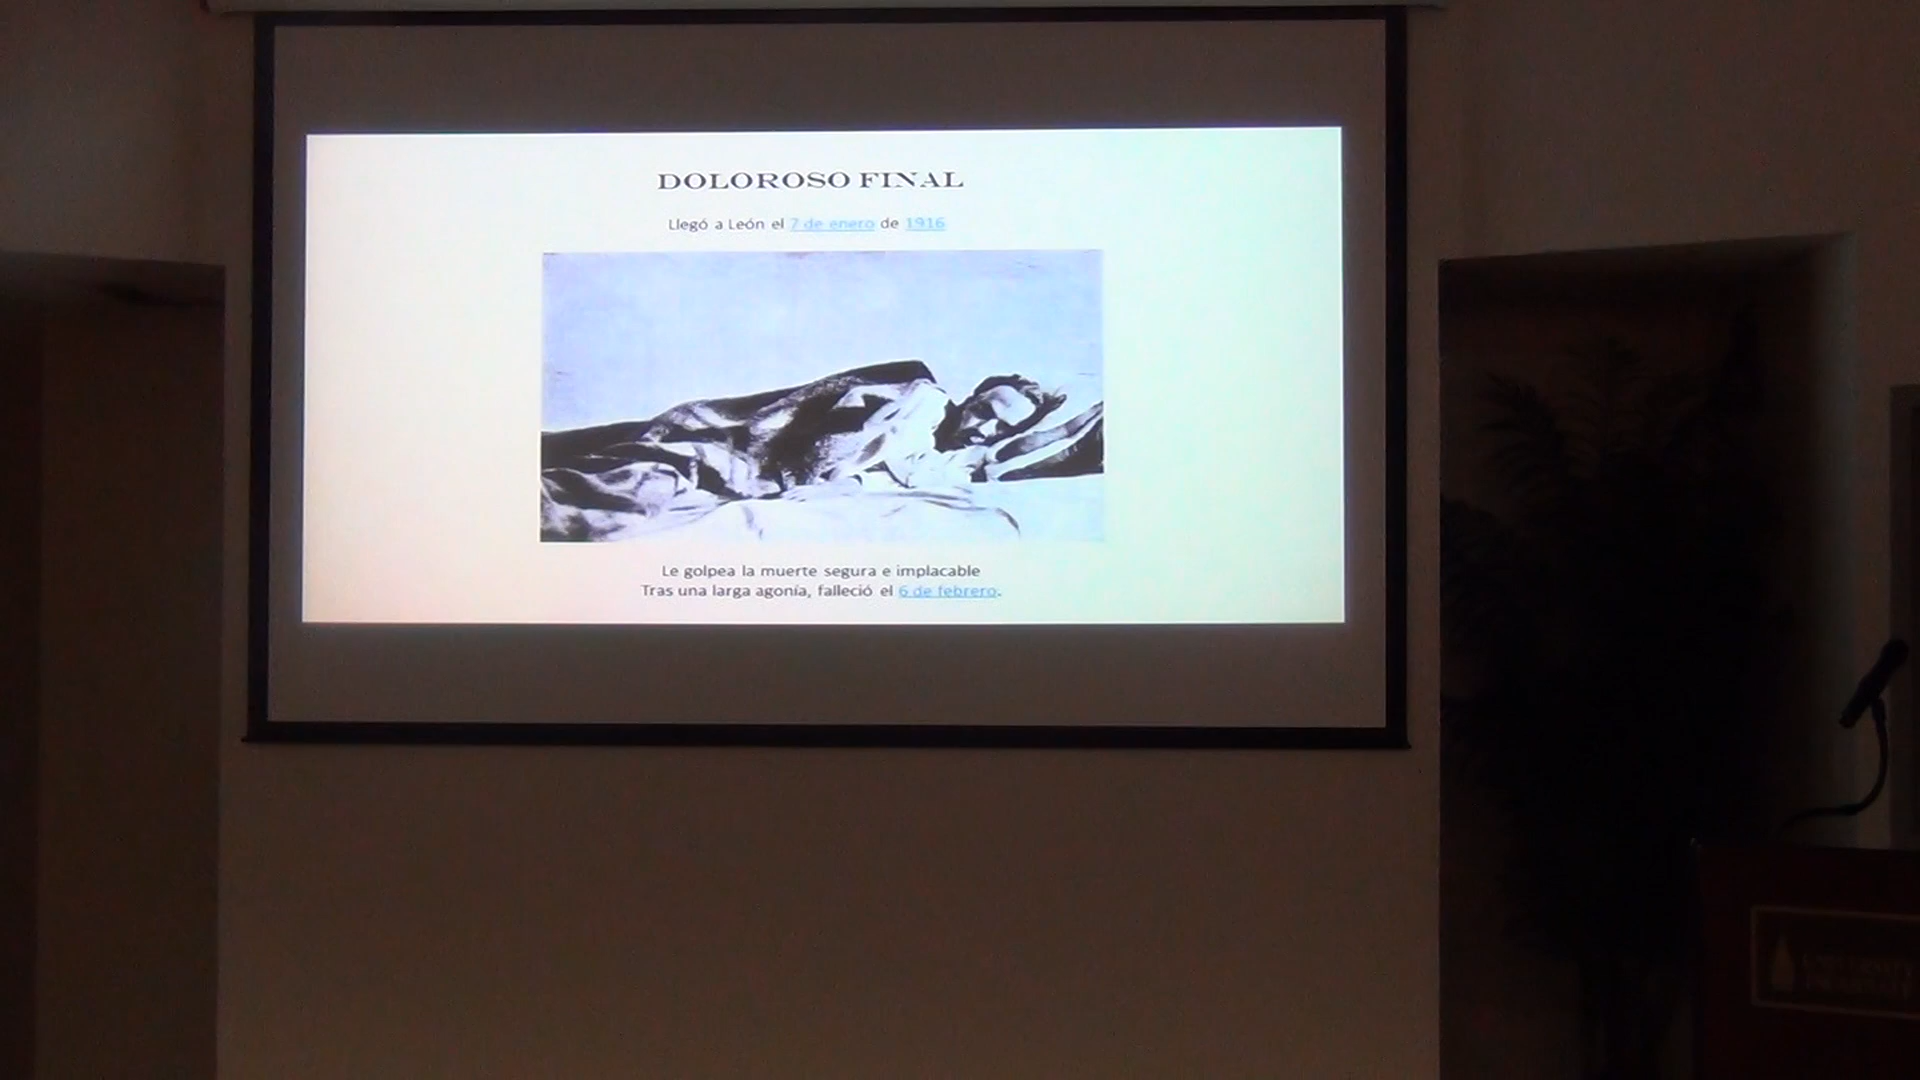 DOLOROSO FINAL
Llegó a León el 7 de enero de 1916
Le golpea la muerte segura e implacable
Tras una larga agonía, falleció el 6 de febrero.